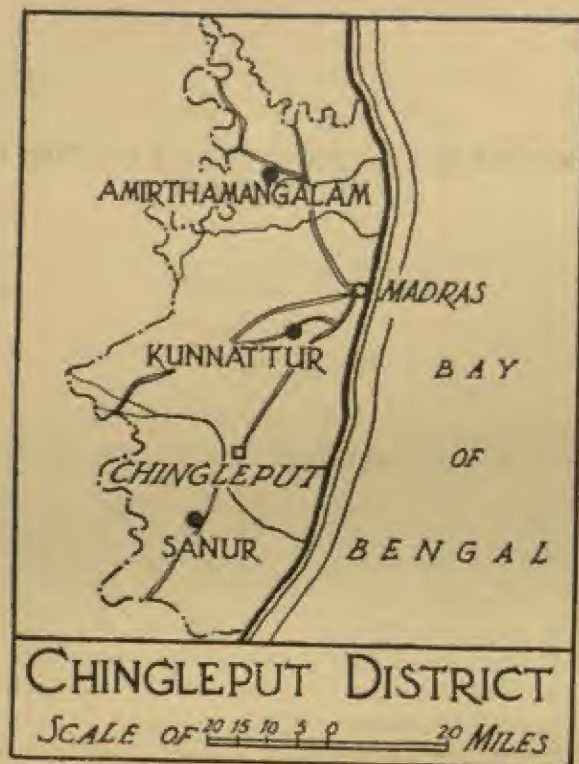 AMIRTHAMANGALAM
MADRAS
KUNNATTUR
BAY
OF
BENGAL
CHINGLEPUT
SANUR
CHINGLEPUT DISTRICT
SCALE OF 20 15 10 5 0 20 MILES